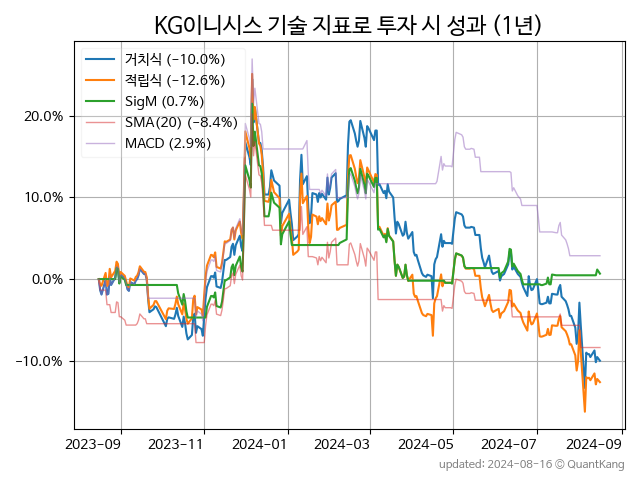 KG이니시스 기술 지표로 투자 시 성과 (1년)
거치식 (−10.0%)
적립식 (−12.6%)
SigM (0.7%)
SMA(20) (−8.4%)
MACD (2.9%)
20.0%
10.0%
0.0%
−10.0%
2023-09 2023-11 2024-01 2024-03 2024-05 2024-07 2024-09
updated: 2024-08-16 © QuantKang